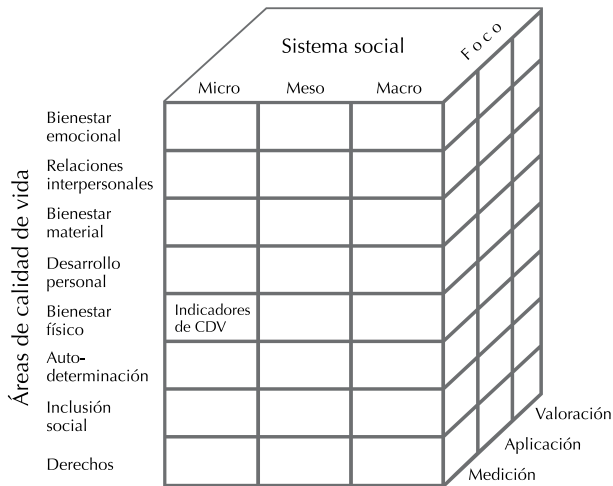 Sistema social
Foco
Micro Meso Macro
Áreas de calidad de vida
Bienestar
emocional
Relaciones
interpersonales
Bienestar
material
Desarrollo
personal
Bienestar
físico
Indicadores
de CDV
Auto-
determinación
Inclusión
social
Derechos
Valoración
Aplicación
Medición